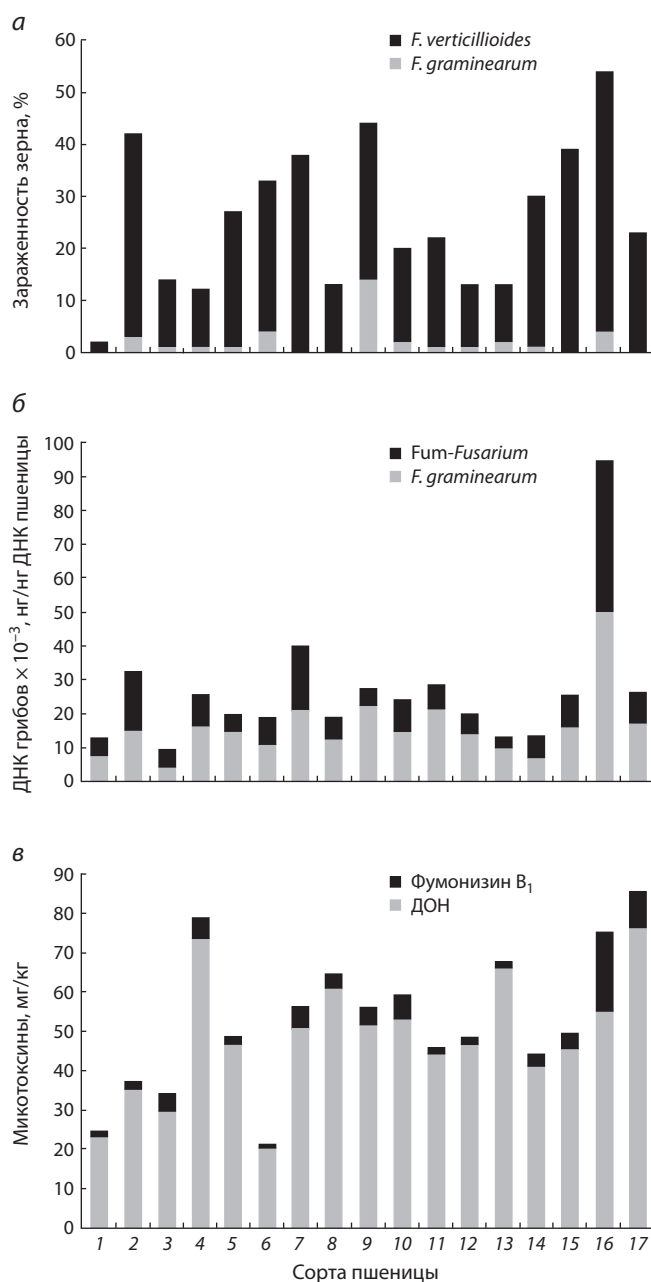 а
60
50
40
30
20
10
0
Зараженность зерна, %
F. verticillioides
F. graminearum
б
100
90
80
70
60
50
40
30
20
10
0
ДНК грибов × 10⁻³, нг/нг ДНК пшеницы
Fum-Fusarium
F. graminearum
в
90
80
70
60
50
40
30
20
10
0
Микотоксины, мг/кг
Фумонизин В₁
ДОН
1 2 3 4 5 6 7 8 9 10 11 12 13 14 15 16 17
Сорта пшеницы